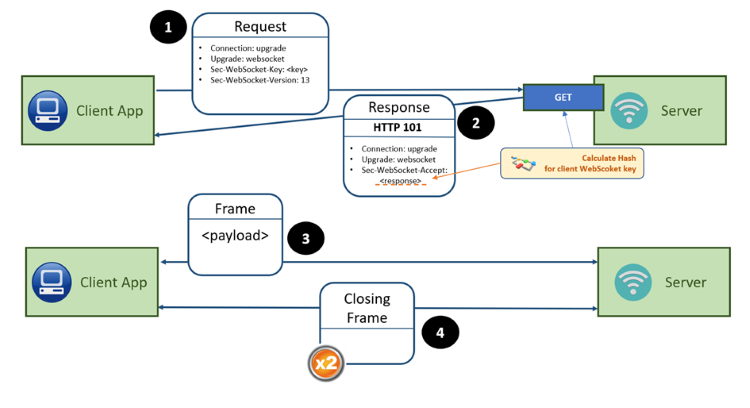 1
Request
• Connection: upgrade
• Upgrade: websocket
• Sec-WebSocket-Key: <key>
• Sec-WebSocket-Version: 13
Client App
GET
Server
Response
HTTP 101
2
• Connection: upgrade
• Upgrade: websocket
• Sec-WebSocket-Accept:
<response>
Calculate Hash
for client WebScoket key
Frame
<payload>
3
Client App
Server
Closing
Frame
4
x2